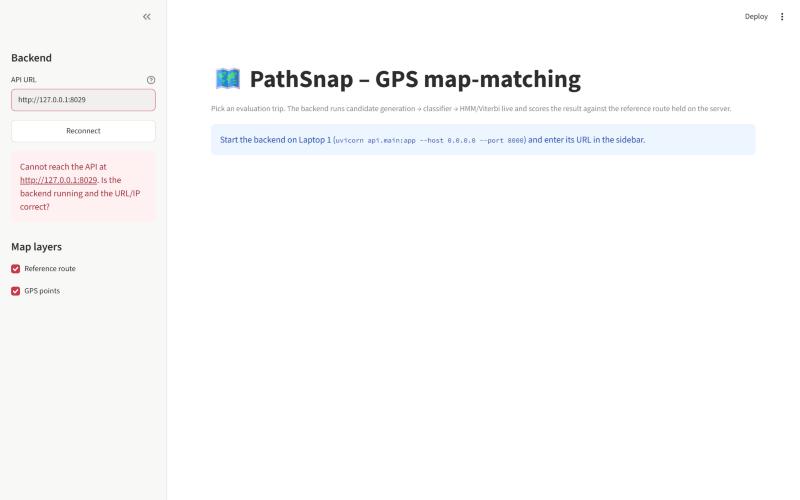 Deploy
Backend
API URL
http://127.0.0.1:8029
Reconnect
Cannot reach the API at
http://127.0.0.1:8029. Is the
backend running and the URL/IP
correct?
Map layers
Reference route
GPS points
PathSnap – GPS map-matching
Pick an evaluation trip. The backend runs candidate generation → classifier → HMM/Viterbi live and scores the result against the reference route held on the server.
Start the backend on Laptop 1 (uvicorn api.main:app --host 0.0.0.0 --port 8000) and enter its URL in the sidebar.